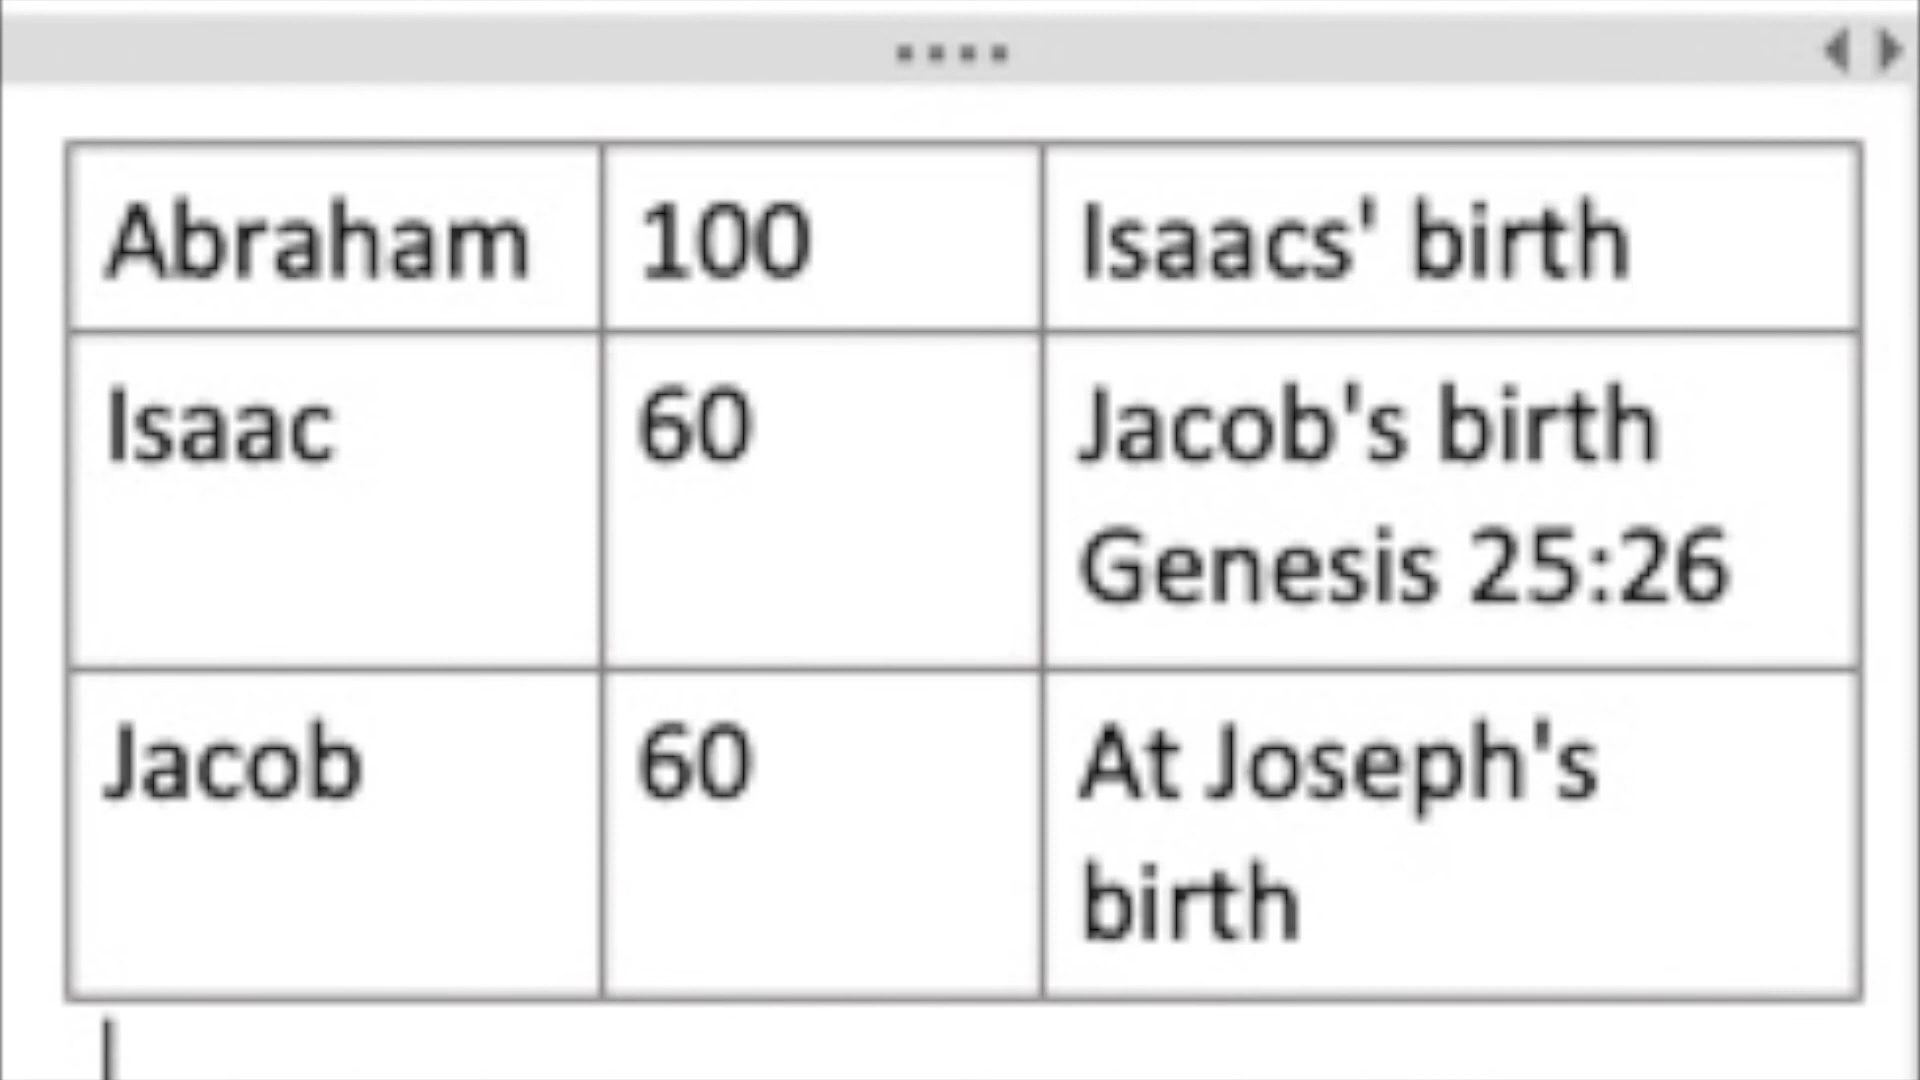 Abraham 100 Isaacs' birth
Isaac 60 Jacob's birth
Genesis 25:26
Jacob 60 At Joseph's
birth